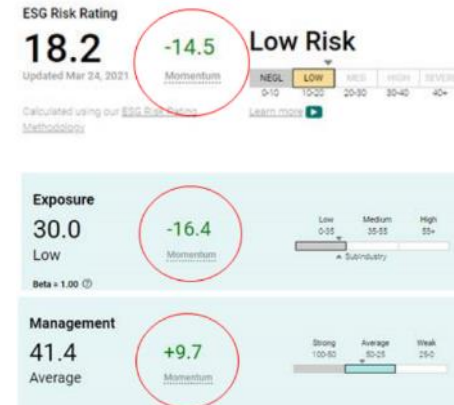 ESG Risk Rating
18.2
-14.5
Low Risk
Updated Mar 24, 2021
Momentum
NEGL LOW MED HIGH SEVERE
0-10 10-20 20-30 30-40 40+
Calculated using our ESG Risk Rating
Methodology
Learn more
Exposure
30.0
-16.4
Low
Momentum
Beta = 1.00
Low Medium High
0-35 35-55 55+
Subindustry
Management
41.4
+9.7
Average
Momentum
Strong Average Weak
100-50 50-25 25-0